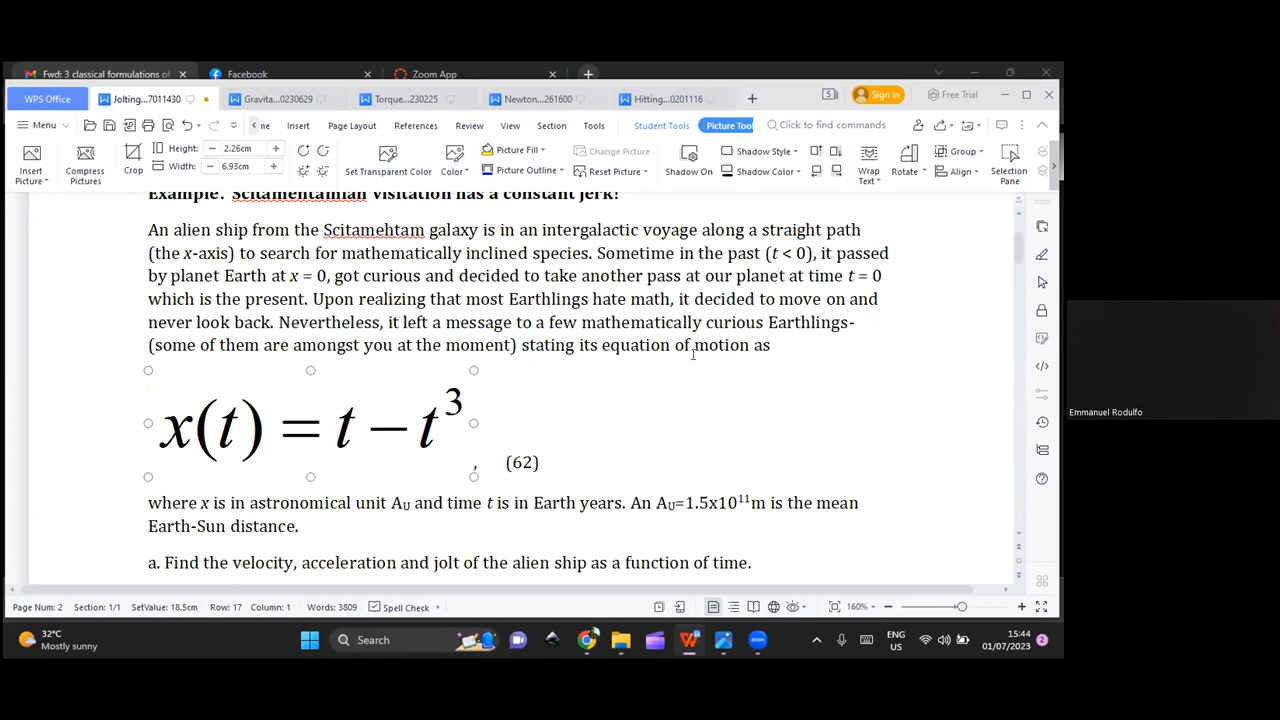 Fwd: 3 classical formulations of
Facebook
Zoom App
WPS Office
Jolting...7011430
Gravita...0230629
Torque...230225
Newton...261600
Hitting...0201116
Sign in
Free Trial
Menu
Insert
Page Layout
References
Review
View
Section
Tools
Student Tools
Picture Tool
Click to find commands
Insert Picture
Compress Pictures
Crop
Height: 2.26cm
Width: 6.93cm
Set Transparent Color
Color
Picture Fill
Picture Outline
Change Picture
Reset Picture
Shadow On
Shadow Style
Shadow Color
Wrap Text
Rotate
Group
Align
Selection Pane
Example: Scitamehtamian visitation has a constant jerk!
An alien ship from the Scitamehtam galaxy is in an intergalactic voyage along a straight path
(the x-axis) to search for mathematically inclined species. Sometime in the past (t < 0), it passed
by planet Earth at x = 0, got curious and decided to take another pass at our planet at time t = 0
which is the present. Upon realizing that most Earthlings hate math, it decided to move on and
never look back. Nevertheless, it left a message to a few mathematically curious Earthlings-
(some of them are amongst you at the moment) stating its equation of motion as
x(t) = t − t³ , (62)
where x is in astronomical unit AU and time t is in Earth years. An AU=1.5x10¹¹m is the mean
Earth-Sun distance.
a. Find the velocity, acceleration and jolt of the alien ship as a function of time.
Emmanuel Rodulfo
Page Num: 2
Section: 1/1
SetValue: 18.5cm
Row: 17
Column: 1
Words: 3809
Spell Check
160%
32°C
Mostly sunny
Search
ENG
US
15:44
01/07/2023
2